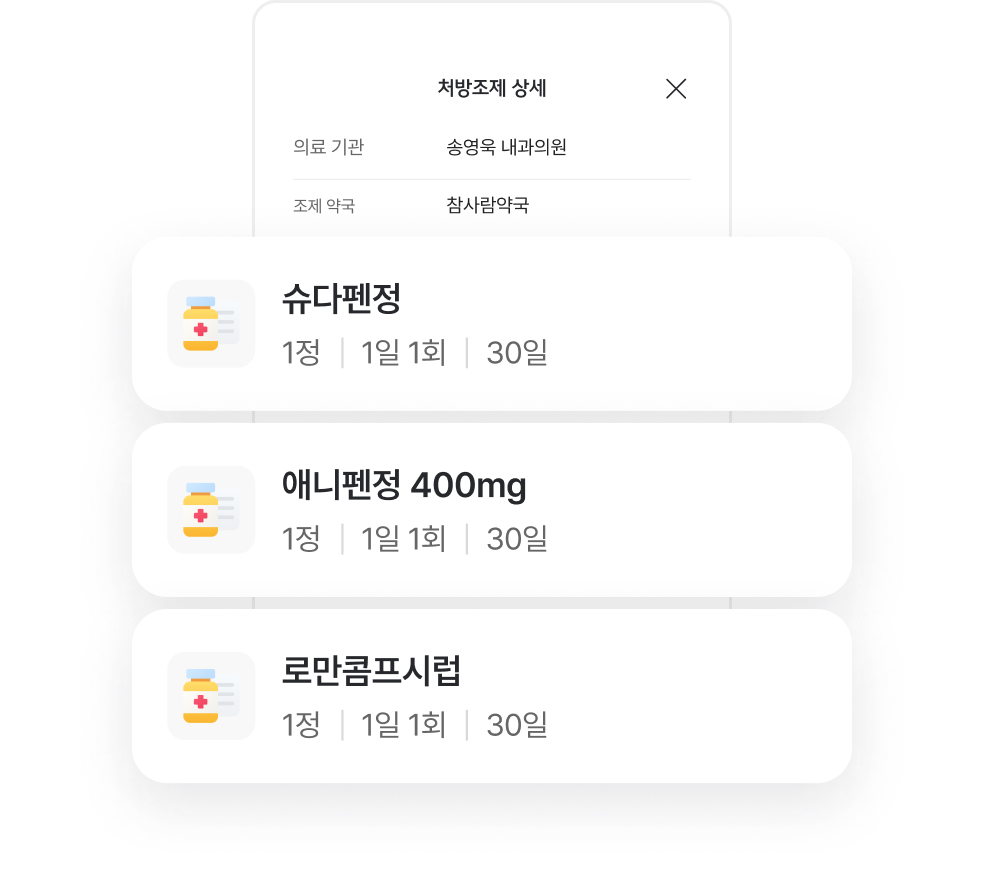 처방조제 상세
의료 기관 송영욱 내과의원
조제 약국 참사람약국
슈다펜정
1정 | 1일 1회 | 30일
애니펜정 400mg
1정 | 1일 1회 | 30일
로만콤프시럽
1정 | 1일 1회 | 30일